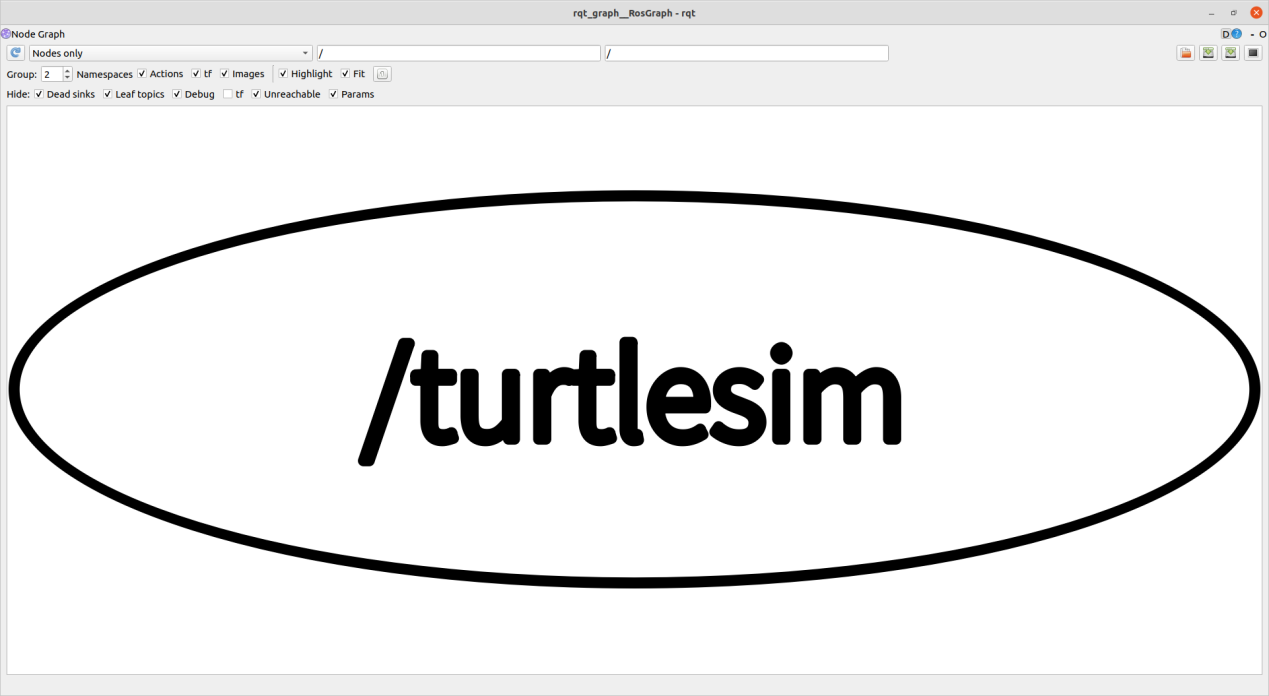 rqt_graph__RosGraph - rqt
Node Graph
D ? - O
Nodes only / /
Group: 2 Namespaces Actions tf Images Highlight Fit
Hide: Dead sinks Leaf topics Debug tf Unreachable Params
/turtlesim